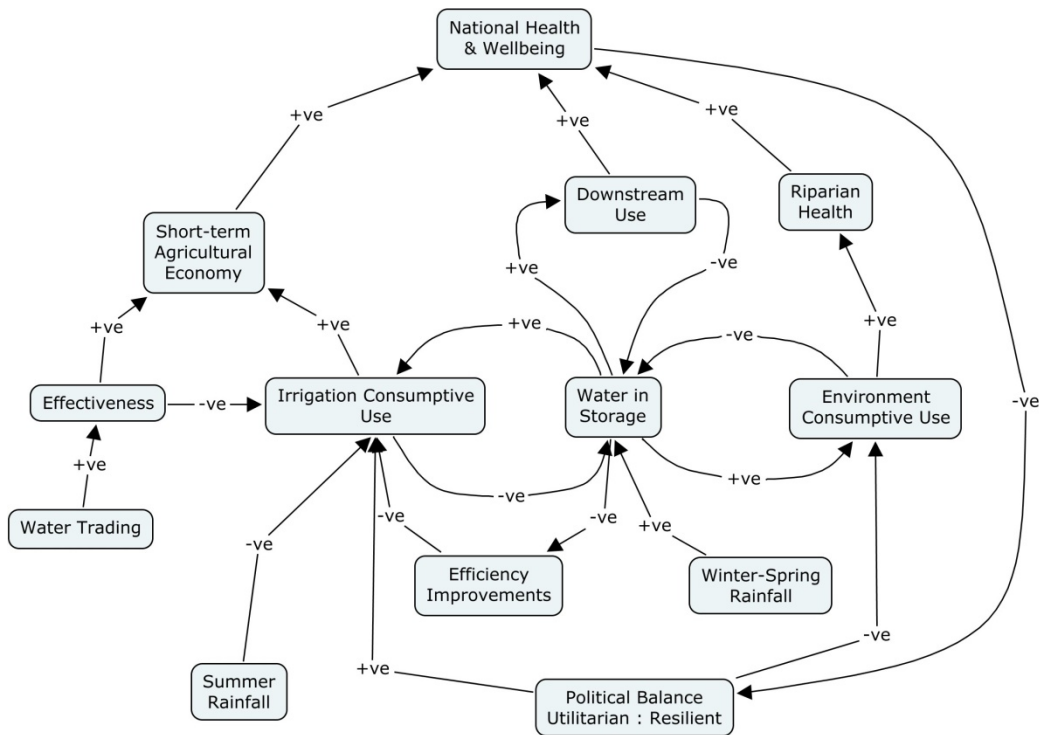 National Health
& Wellbeing
+ve
+ve
+ve
Downstream
Use
Riparian
Health
Short-term
Agricultural
Economy
+ve
-ve
+ve
+ve
+ve
-ve
+ve
Effectiveness
-ve
Irrigation Consumptive
Use
Water in
Storage
Environment
Consumptive Use
-ve
+ve
+ve
-ve
Water Trading
-ve
-ve
+ve
-ve
Efficiency
Improvements
Winter-Spring
Rainfall
-ve
+ve
Summer
Rainfall
Political Balance
Utilitarian : Resilient